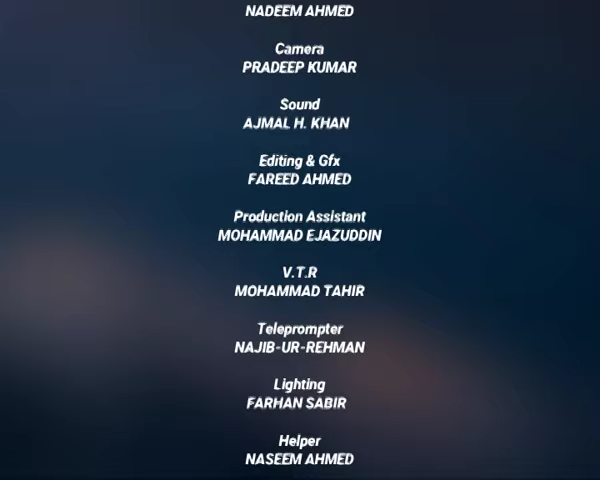 NADEEM AHMED
Camera
PRADEEP KUMAR
Sound
AJMAL H. KHAN
Editing & Gfx
FAREED AHMED
Production Assistant
MOHAMMAD EJAZUDDIN
V.T.R
MOHAMMAD TAHIR
Teleprompter
NAJIB-UR-REHMAN
Lighting
FARHAN SABIR
Helper
NASEEM AHMED